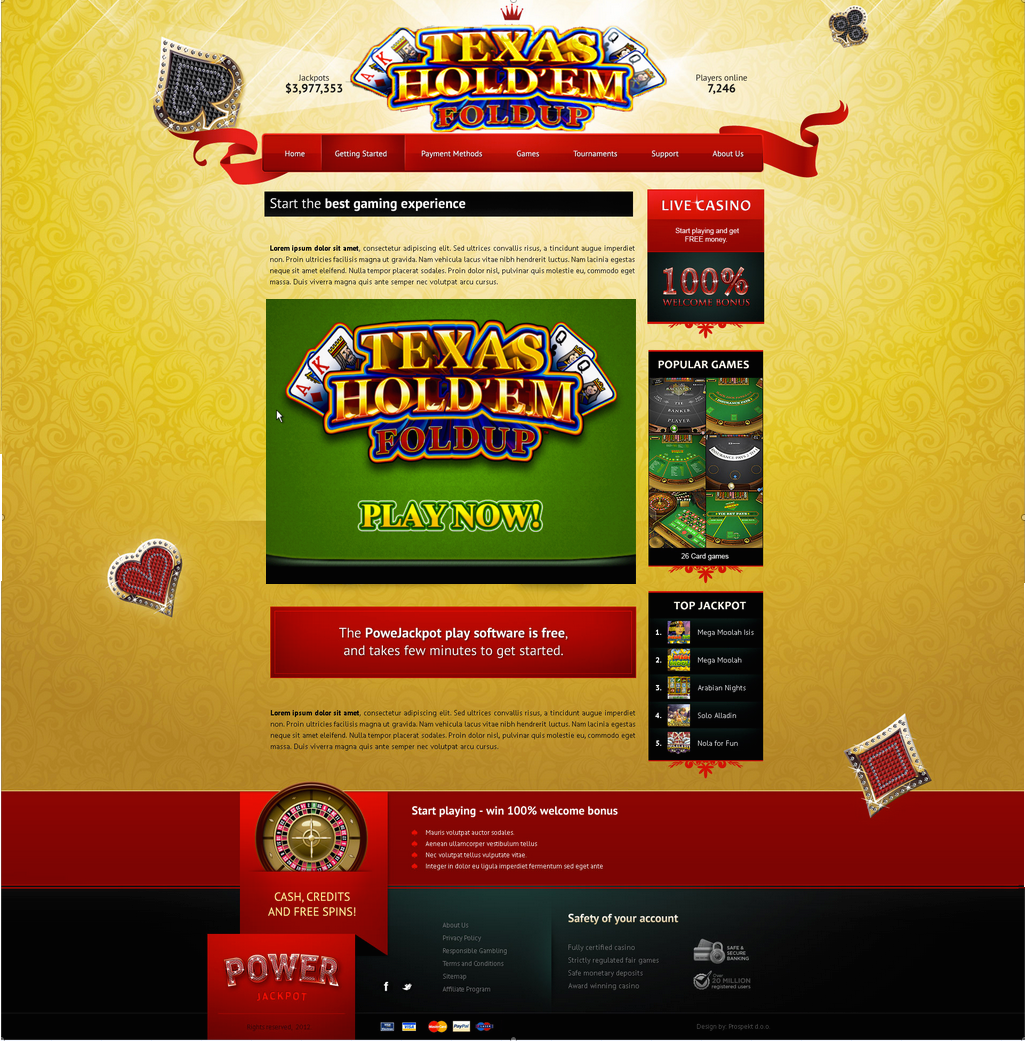 TEXAS
HOLD'EM
FOLDUP
A K Q
Jackpots
$3,977,353
Players online
7,246
Home Getting Started Payment Methods Games Tournaments Support About Us
Start the best gaming experience
Lorem ipsum dolor sit amet, consectetur adipiscing elit. Sed ultrices convallis risus, a tincidunt augue imperdiet
non. Proin ultricies facilisis magna ut gravida. Nam vehicula lacus vitae nibh hendrerit luctus. Nam lacinia egestas
neque sit amet eleifend. Nulla tempor placerat sodales. Proin dolor nisl, pulvinar quis molestie eu, commodo eget
massa. Duis viverra magna quis ante semper nec volutpat arcu cursus.
TEXAS
HOLD'EM
FOLDUP
A K Q
PLAY NOW!
The PoweJackpot play software is free,
and takes few minutes to get started.
Lorem ipsum dolor sit amet, consectetur adipiscing elit. Sed ultrices convallis risus, a tincidunt augue imperdiet
non. Proin ultricies facilisis magna ut gravida. Nam vehicula lacus vitae nibh hendrerit luctus. Nam lacinia egestas
neque sit amet eleifend. Nulla tempor placerat sodales. Proin dolor nisl, pulvinar quis molestie eu, commodo eget
massa. Duis viverra magna quis ante semper nec volutpat arcu cursus.
LIVE CASINO
Start playing and get
FREE money.
100%
WELCOME BONUS
POPULAR GAMES
TIE
BANKER
PLAYER
26 Card games
TOP JACKPOT
1. Mega Moolah Isis
2. Mega Moolah
3. Arabian Nights
4. Solo Alladin
5. Nola for Fun
Start playing - win 100% welcome bonus
Mauris volutpat auctor sodales.
Aenean ullamcorper vestibulum tellus
Nec volutpat tellus vulputate vitae.
Integer in dolor eu ligula imperdiet fermentum sed eget ante
CASH, CREDITS
AND FREE SPINS!
POWER
JACKPOT
Rights reserved, 2012
About Us
Privacy Policy
Responsible Gambling
Terms and Conditions
Sitemap
Affiliate Program
Safety of your account
Fully certified casino
Strictly regulated fair games
Safe monetary deposits
Award winning casino
SAFE &
SECURE
BANKING
Over
20 MILLION
registered users
VISA MasterCard PayPal
Design by: Prospekt d.o.o.